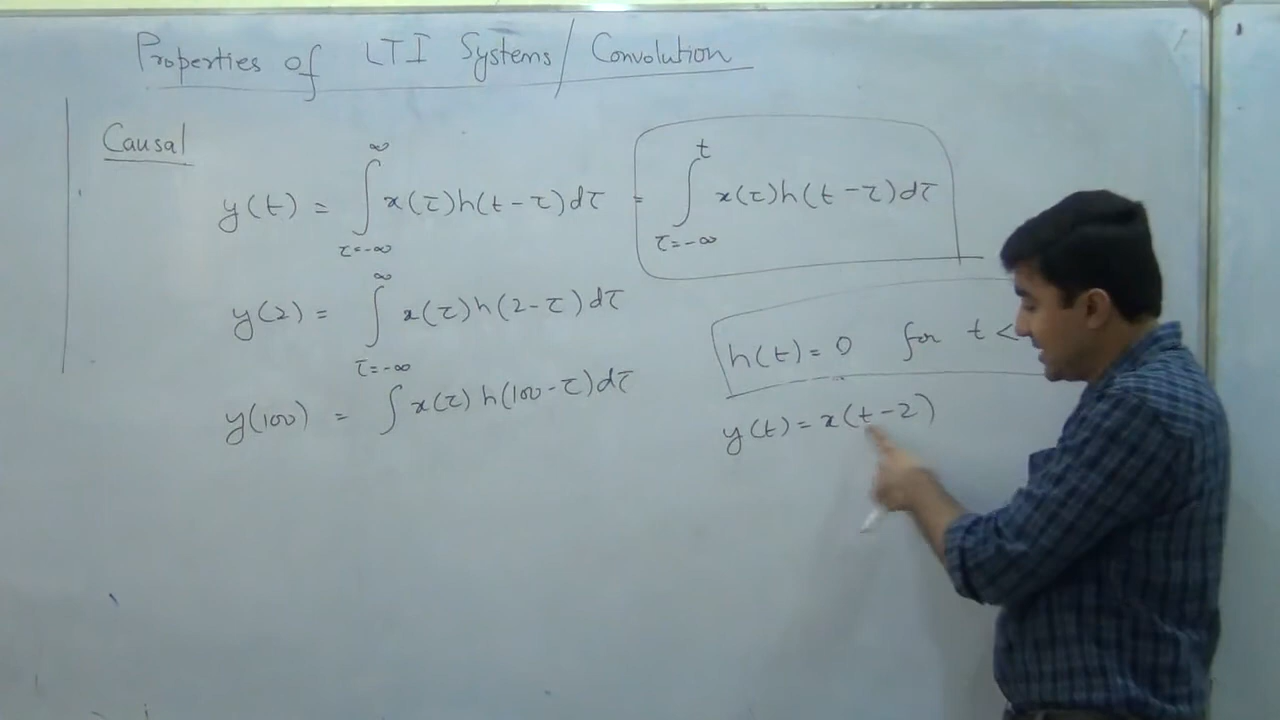 Properties of LTI Systems / Convolution
Causal
y(t) = ∫_{τ=-∞}^{∞} x(τ)h(t-τ)dτ = ∫_{τ=-∞}^{t} x(τ)h(t-τ)dτ
y(2) = ∫_{τ=-∞}^{∞} x(τ)h(2-τ)dτ
h(t) = 0 for t <
y(100) = ∫ x(τ)h(100-τ)dτ
y(t) = x(t-2)